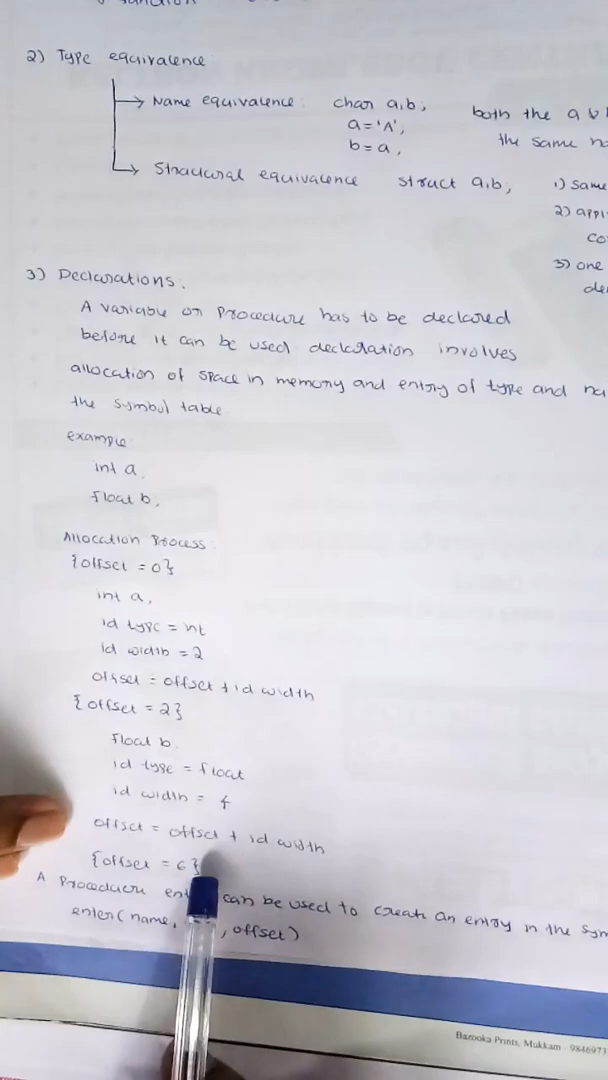 2) Type equivalence
Name equivalence: char a,b; both the a
a='A'; the same
b=a;
Structural equivalence struct a,b; 1) same
2)
3) one
3) Declarations.
A variable or Procedure has to be declared
before it can be used declaration involves
allocation of space in memory and entry of type and
the symbol table
example
int a,
float b,
Allocation Process:
{offset = 0}
int a,
id type = int
id width = 2
offset = offset + id width
{offset = 2}
float b.
id type = float
id width = 4
offset = offset + id width
{offset = 6}
A Procedure can be used to creat an entry in the
enter(name, , offset)
Bazooka Prints, Mukkam - 9846971